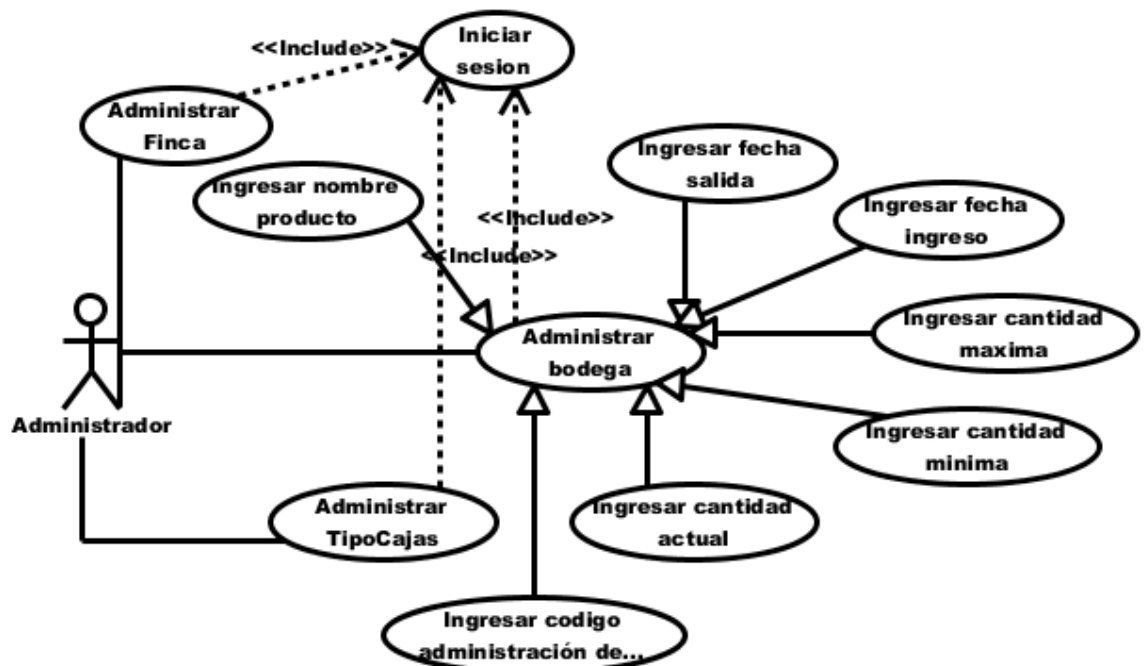 Iniciar
sesion
<<Include>>
Administrar
Finca
Ingresar fecha
salida
Ingresar nombre
producto
Ingresar fecha
ingreso
<<Include>>
<<Include>>
Ingresar cantidad
maxima
Administrar
bodega
Administrador
Ingresar cantidad
minima
Administrar
TipoCajas
Ingresar cantidad
actual
Ingresar codigo
administración de...